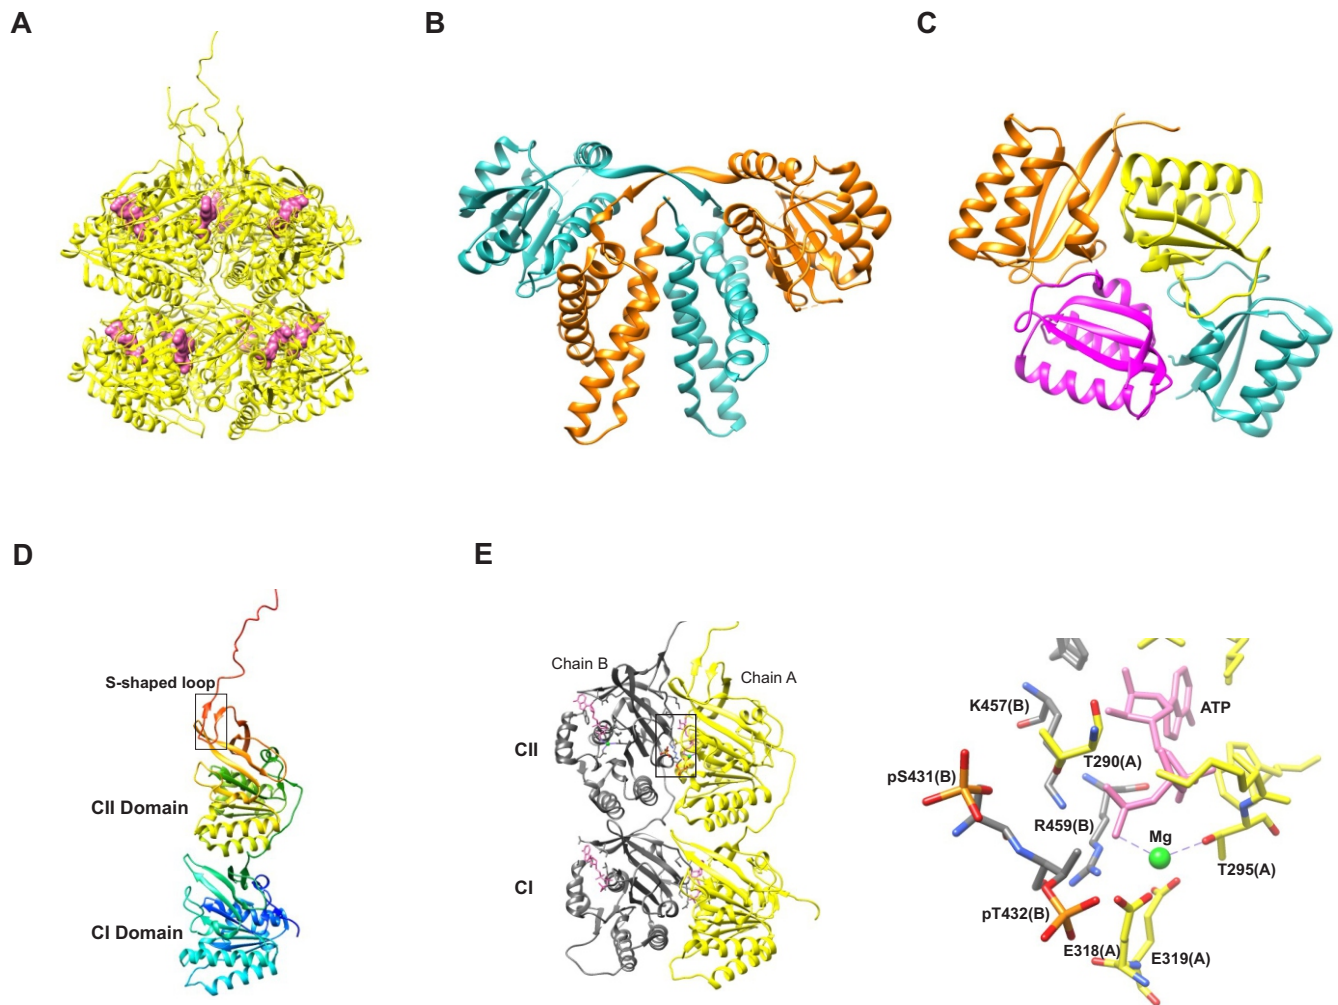 A
B
C
D
E
S-shaped loop
CII Domain
CI Domain
Chain B
Chain A
CII
CI
K457(B)
ATP
T290(A)
pS431(B)
R459(B)
Mg
T295(A)
pT432(B)
E318(A)
E319(A)